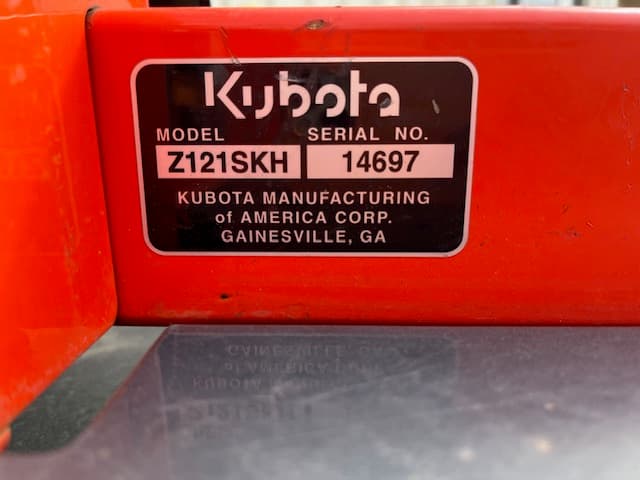 Kubota
MODEL SERIAL NO.
Z121SKH 14697
KUBOTA MANUFACTURING
of AMERICA CORP.
GAINESVILLE, GA